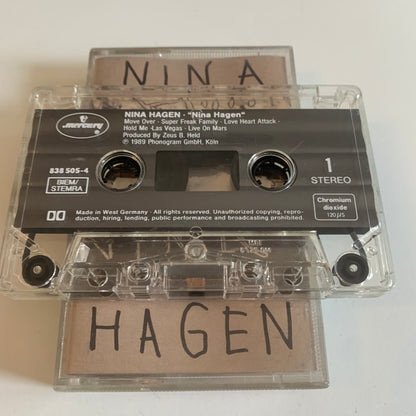 NINA
mercury
NINA HAGEN · "Nina Hagen"
Move Over · Super Freak Family · Love Heart Attack ·
Hold Me · Las Vegas · Live On Mars
Produced By Zeus B. Held
℗ 1989 Phonogram GmbH, Köln
838 505-4
BIEM/
STEMRA
1
STEREO
Chromium
dioxide
120 µS
Made in West Germany · All rights reserved. Unauthorized copying, repro-
duction, hiring, lending, public performance and broadcasting prohibited.
HAGEN